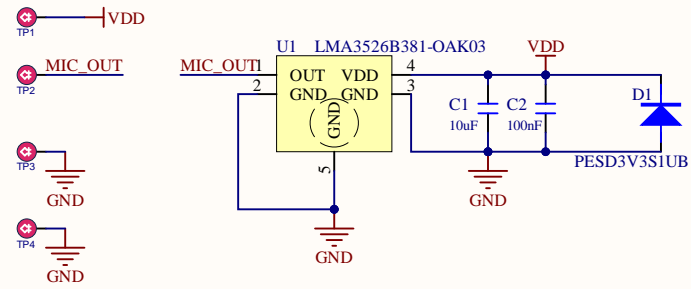 TP1
VDD
MIC_OUT
TP2
TP3
GND
TP4
GND
MIC_OUT
U1 LMA3526B381-OAK03
1 OUT VDD 4
2 GND GND 3
GND
5
GND
VDD
C1
10uF
C2
100nF
GND
D1
PESD3V3S1UB